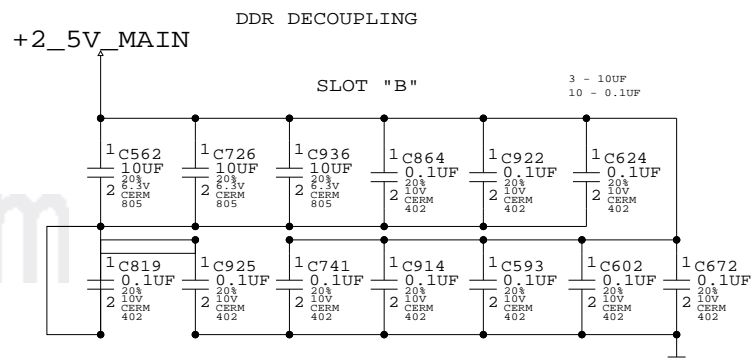 DDR DECOUPLING
+2_5V_MAIN
SLOT "B"
3 - 10UF
10 - 0.1UF
1 C562
10UF
20%
6.3V
2 CERM
805
1 C726
10UF
20%
6.3V
2 CERM
805
1 C936
10UF
20%
6.3V
2 CERM
805
1 C864
0.1UF
20%
10V
2 CERM
402
1 C922
0.1UF
20%
10V
2 CERM
402
1 C624
0.1UF
20%
10V
2 CERM
402
1 C819
0.1UF
20%
10V
2 CERM
402
1 C925
0.1UF
20%
10V
2 CERM
402
1 C741
0.1UF
20%
10V
2 CERM
402
1 C914
0.1UF
20%
10V
2 CERM
402
1 C593
0.1UF
20%
10V
2 CERM
402
1 C602
0.1UF
20%
10V
2 CERM
402
1 C672
0.1UF
20%
10V
2 CERM
402
m